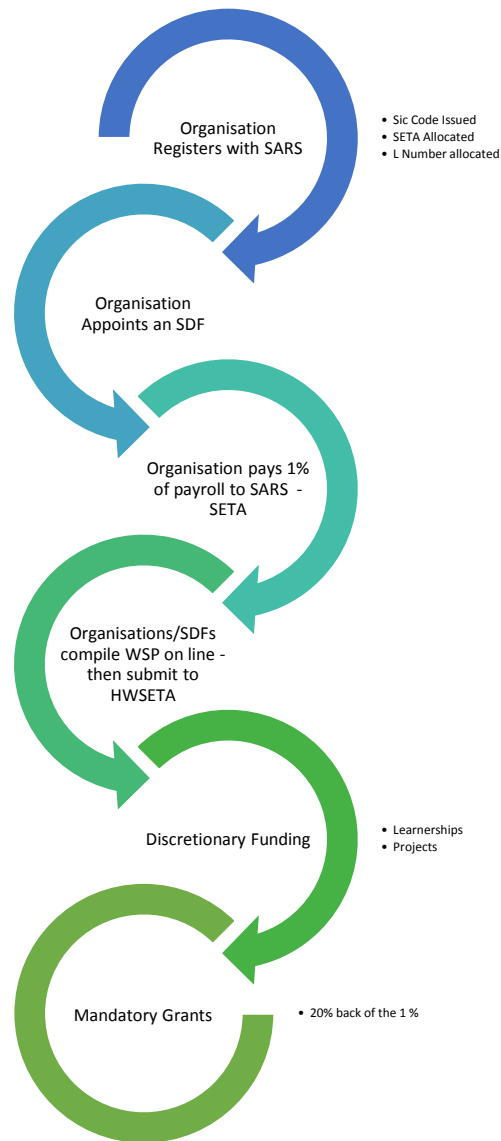 Organisation
Registers with SARS
• Sic Code Issued
• SETA Allocated
• L Number allocated
Organisation
Appoints an SDF
Organisation pays 1%
of payroll to SARS -
SETA
Organisations/SDFs
compile WSP on line -
then submit to
HWSETA
Discretionary Funding
• Learnerships
• Projects
Mandatory Grants
• 20% back of the 1 %